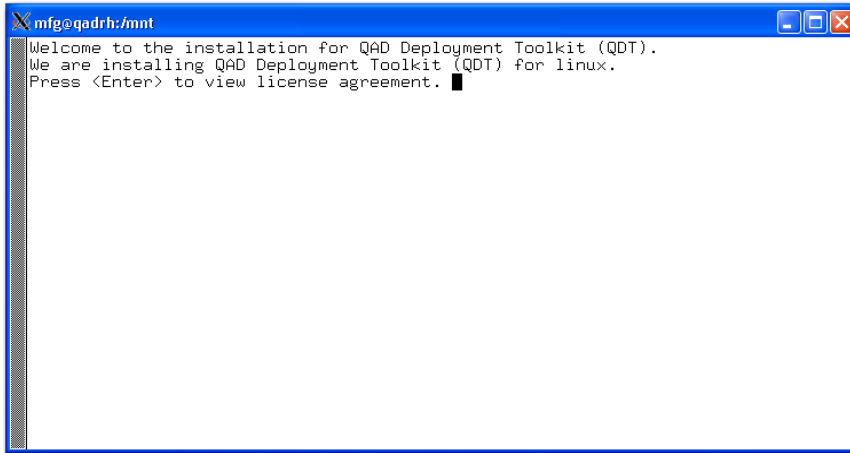 mfg@qadrh:/mnt
Welcome to the installation for QAD Deployment Toolkit (QDT).
We are installing QAD Deployment Toolkit (QDT) for linux.
Press <Enter> to view license agreement.